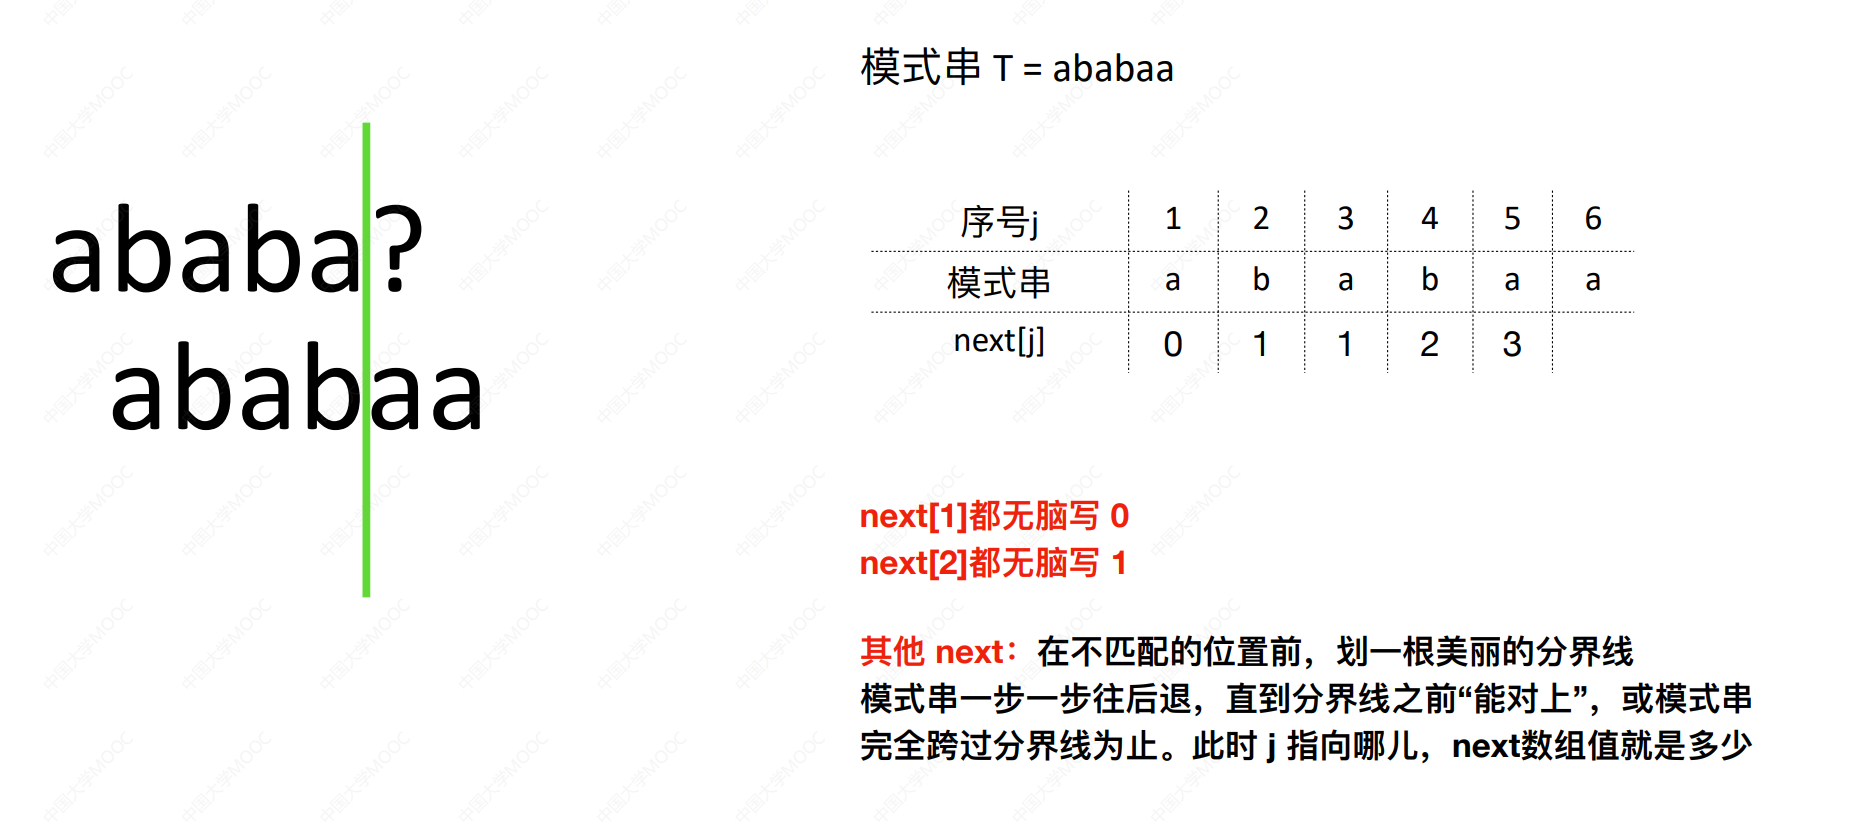 模式串 T = ababaa
ababa?
ababaa
序号j 1 2 3 4 5 6
模式串 a b a b a a
next[j] 0 1 1 2 3
next[1]都无脑写 0
next[2]都无脑写 1
其他 next：在不匹配的位置前，划一根美丽的分界线
模式串一步一步往后退，直到分界线之前“能对上”，或模式串
完全跨过分界线为止。此时 j 指向哪儿，next数组值就是多少
中国大学MOOC